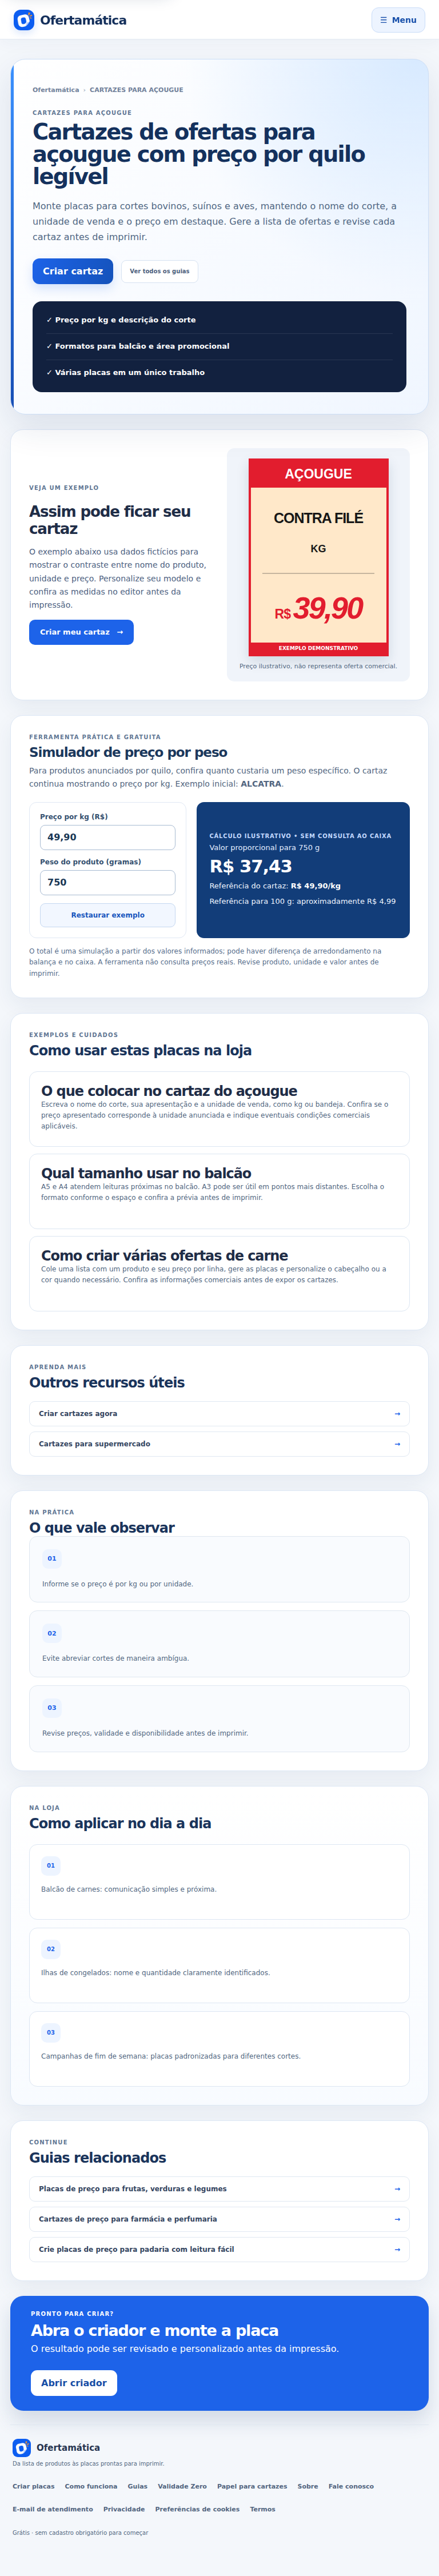 Ofertamática
☰ Menu
Ofertamática › CARTAZES PARA AÇOUGUE
CARTAZES PARA AÇOUGUE
Cartazes de ofertas para
açougue com preço por quilo
legível
Monte placas para cortes bovinos, suínos e aves, mantendo o nome do corte, a
unidade de venda e o preço em destaque. Gere a lista de ofertas e revise cada
cartaz antes de imprimir.
Criar cartaz
Ver todos os guias
✓ Preço por kg e descrição do corte
✓ Formatos para balcão e área promocional
✓ Várias placas em um único trabalho
VEJA UM EXEMPLO
Assim pode ficar seu
cartaz
O exemplo abaixo usa dados fictícios para
mostrar o contraste entre nome do produto,
unidade e preço. Personalize seu modelo e
confira as medidas no editor antes da
impressão.
Criar meu cartaz →
AÇOUGUE
CONTRA FILÉ
KG
R$ 39,90
EXEMPLO DEMONSTRATIVO
Preço ilustrativo, não representa oferta comercial.
FERRAMENTA PRÁTICA E GRATUITA
Simulador de preço por peso
Para produtos anunciados por quilo, confira quanto custaria um peso específico. O cartaz
continua mostrando o preço por kg. Exemplo inicial: ALCATRA.
Preço por kg (R$)
49,90
Peso do produto (gramas)
750
Restaurar exemplo
CÁLCULO ILUSTRATIVO • SEM CONSULTA AO CAIXA
Valor proporcional para 750 g
R$ 37,43
Referência do cartaz: R$ 49,90/kg
Referência para 100 g: aproximadamente R$ 4,99
O total é uma simulação a partir dos valores informados; pode haver diferença de arredondamento na
balança e no caixa. A ferramenta não consulta preços reais. Revise produto, unidade e valor antes de
imprimir.
EXEMPLOS E CUIDADOS
Como usar estas placas na loja
O que colocar no cartaz do açougue
Escreva o nome do corte, sua apresentação e a unidade de venda, como kg ou bandeja. Confira se o
preço apresentado corresponde à unidade anunciada e indique eventuais condições comerciais
aplicáveis.
Qual tamanho usar no balcão
A5 e A4 atendem leituras próximas no balcão. A3 pode ser útil em pontos mais distantes. Escolha o
formato conforme o espaço e confira a prévia antes de imprimir.
Como criar várias ofertas de carne
Cole uma lista com um produto e seu preço por linha, gere as placas e personalize o cabeçalho ou a
cor quando necessário. Confira as informações comerciais antes de expor os cartazes.
APRENDA MAIS
Outros recursos úteis
Criar cartazes agora →
Cartazes para supermercado →
NA PRÁTICA
O que vale observar
01
Informe se o preço é por kg ou por unidade.
02
Evite abreviar cortes de maneira ambígua.
03
Revise preços, validade e disponibilidade antes de imprimir.
NA LOJA
Como aplicar no dia a dia
01
Balcão de carnes: comunicação simples e próxima.
02
Ilhas de congelados: nome e quantidade claramente identificados.
03
Campanhas de fim de semana: placas padronizadas para diferentes cortes.
CONTINUE
Guias relacionados
Placas de preço para frutas, verduras e legumes →
Cartazes de preço para farmácia e perfumaria →
Crie placas de preço para padaria com leitura fácil →
PRONTO PARA CRIAR?
Abra o criador e monte a placa
O resultado pode ser revisado e personalizado antes da impressão.
Abrir criador
Ofertamática
Da lista de produtos às placas prontas para imprimir.
Criar placas Como funciona Guias Validade Zero Papel para cartazes Sobre Fale conosco
E-mail de atendimento Privacidade Preferências de cookies Termos
Grátis · sem cadastro obrigatório para começar